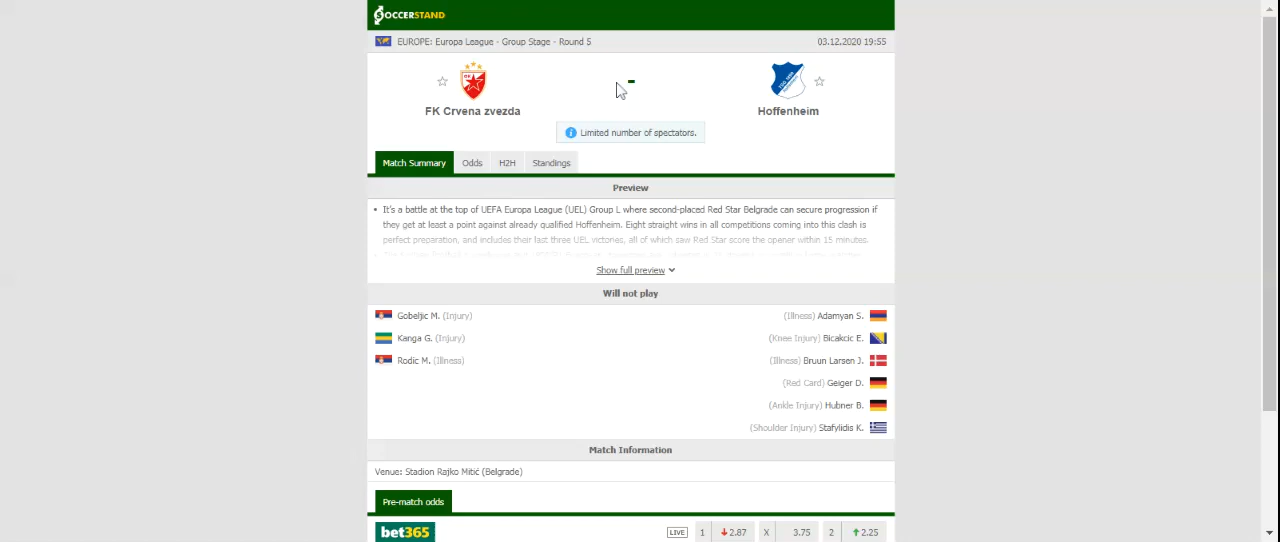 SOCCERSTAND
EUROPE: Europa League - Group Stage - Round 5
03.12.2020 19:55
FK Crvena zvezda
-
Hoffenheim
Limited number of spectators.
Match Summary
Odds
H2H
Standings
Preview
• It's a battle at the top of UEFA Europa League (UEL) Group L where second-placed Red Star Belgrade can secure progression if
they get at least a point against already qualified Hoffenheim. Eight straight wins in all competitions coming into this clash is
perfect preparation, and includes their last three UEL victories, all of which saw Red Star score the opener within 15 minutes.
Show full preview
Will not play
Gobeljic M. (Injury)
(Illness) Adamyan S.
Kanga G. (Injury)
(Knee Injury) Bicakcic E.
Rodic M. (Illness)
(Illness) Bruun Larsen J.
(Red Card) Geiger D.
(Ankle Injury) Hubner B.
(Shoulder Injury) Stafylidis K.
Match Information
Venue: Stadion Rajko Mitić (Belgrade)
Pre-match odds
bet365
LIVE
1 2.87
X 3.75
2 2.25